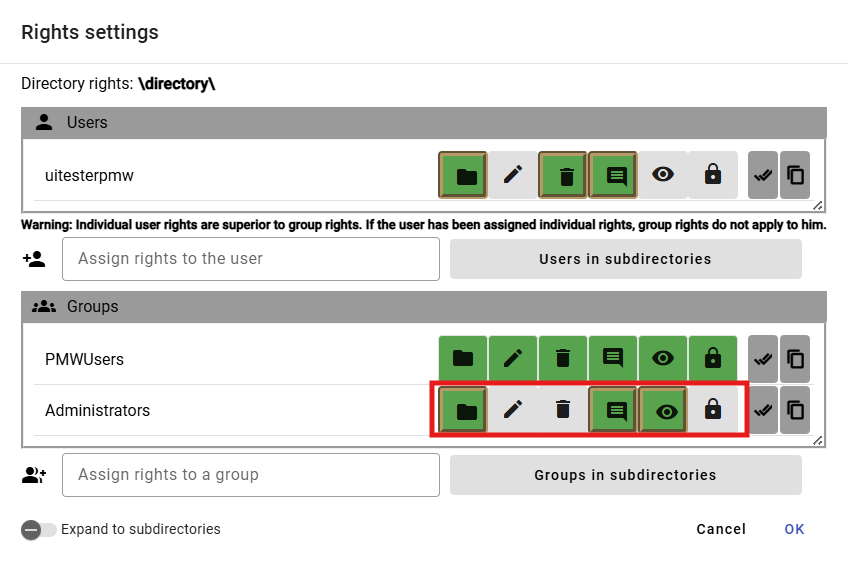 Rights settings
Directory rights: \directory\
Users
uitesterpmw
Warning: Individual user rights are superior to group rights. If the user has been assigned individual rights, group rights do not apply to him.
Assign rights to the user
Users in subdirectories
Groups
PMWUsers
Administrators
Assign rights to a group
Groups in subdirectories
Expand to subdirectories
Cancel
OK